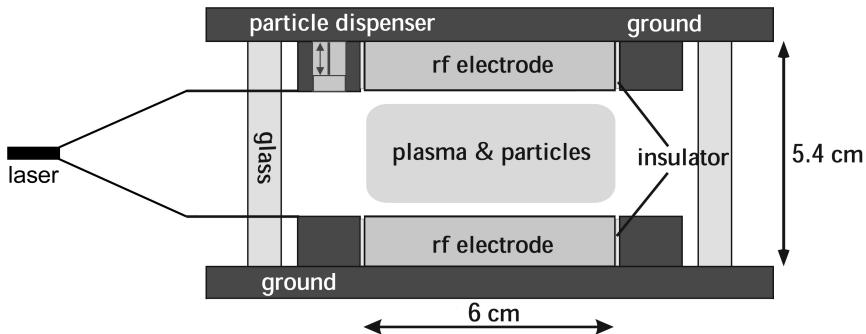 particle dispenser
ground
rf electrode
glass
plasma & particles
insulator
5.4 cm
laser
rf electrode
ground
6 cm